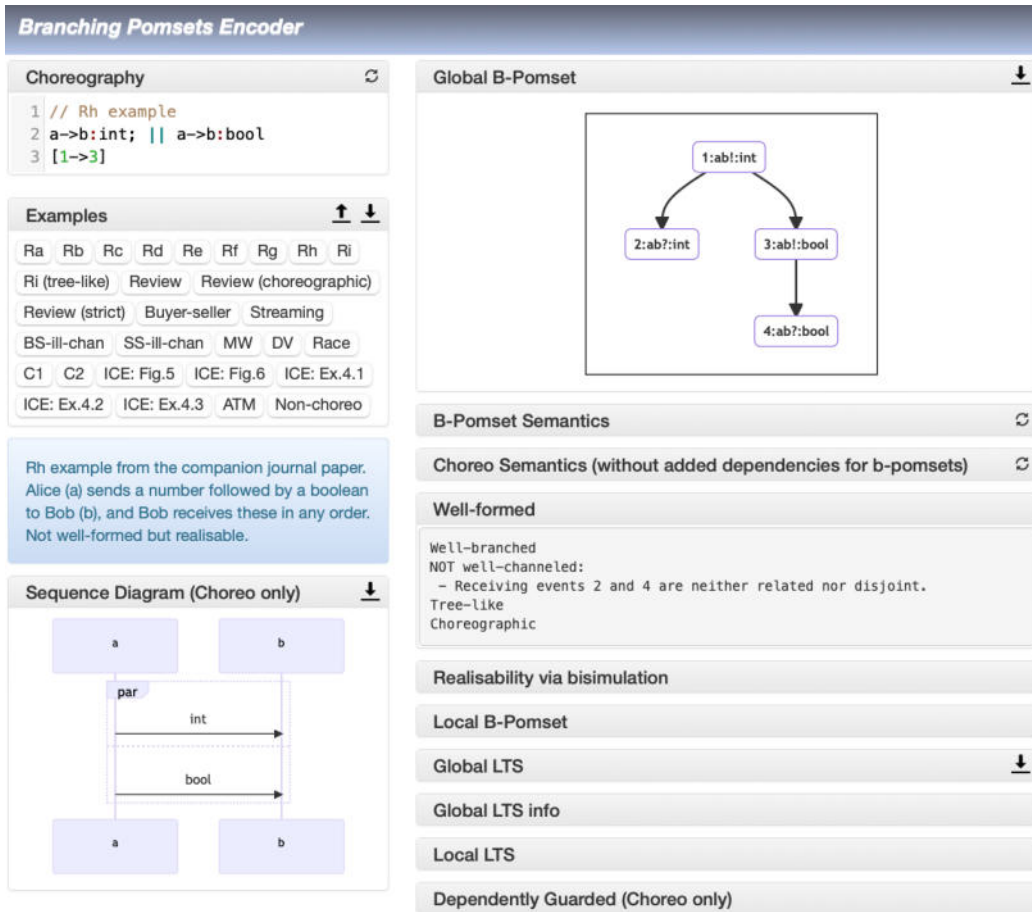 Branching Pomsets Encoder
Choreography
1 // Rh example
2 a->b:int; || a->b:bool
3 [1->3]
Examples
Ra Rb Rc Rd Re Rf Rg Rh Ri
Ri (tree-like) Review Review (choreographic)
Review (strict) Buyer-seller Streaming
BS-ill-chan SS-ill-chan MW DV Race
C1 C2 ICE: Fig.5 ICE: Fig.6 ICE: Ex.4.1
ICE: Ex.4.2 ICE: Ex.4.3 ATM Non-choreo
Rh example from the companion journal paper.
Alice (a) sends a number followed by a boolean
to Bob (b), and Bob receives these in any order.
Not well-formed but realisable.
Sequence Diagram (Choreo only)
a b
par
int
bool
a b
Global B-Pomset
1:ab!:int
2:ab?:int 3:ab!:bool
4:ab?:bool
B-Pomset Semantics
Choreo Semantics (without added dependencies for b-pomsets)
Well-formed
Well-branched
NOT well-channeled:
- Receiving events 2 and 4 are neither related nor disjoint.
Tree-like
Choreographic
Realisability via bisimulation
Local B-Pomset
Global LTS
Global LTS info
Local LTS
Dependently Guarded (Choreo only)